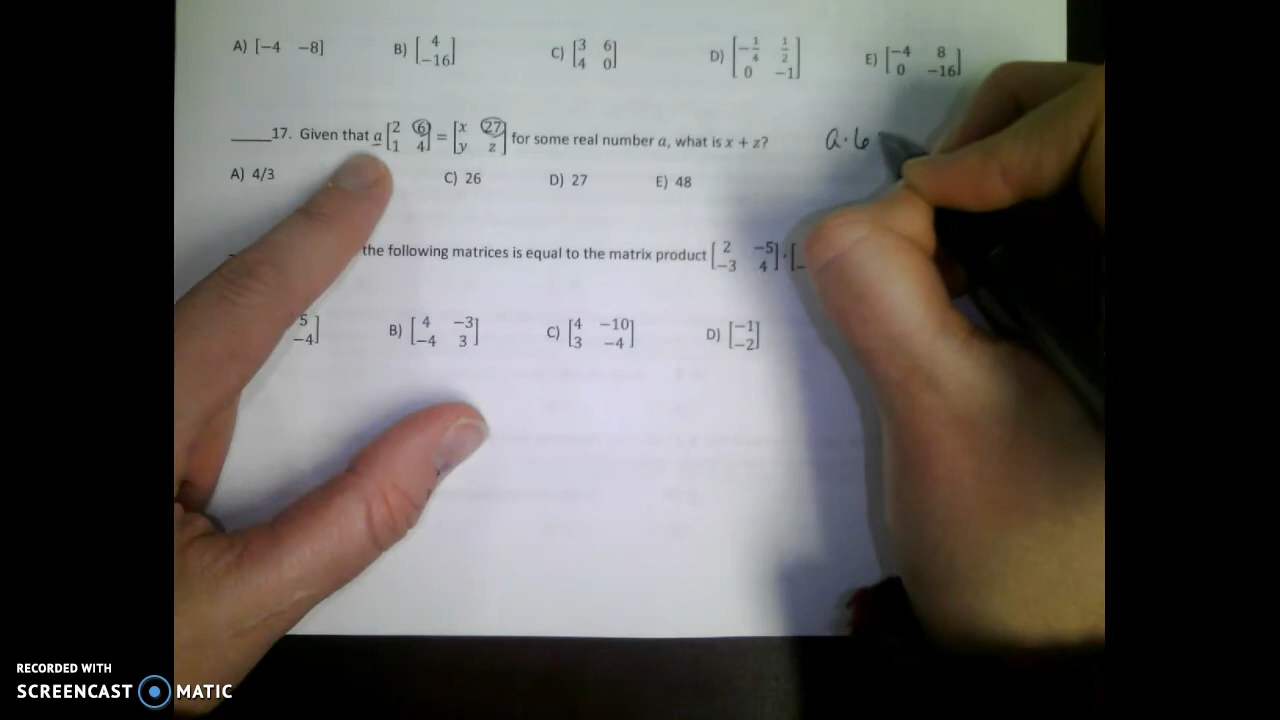 A) [−4 −8] B) [4 −16] C) [3 6 4 0] D) [−1/4 1/2 0 −1] E) [−4 8 0 −16]
_____17. Given that a [2 6 1 4] = [x 27 y z] for some real number a, what is x + z? a·6
A) 4/3 C) 26 D) 27 E) 48
the following matrices is equal to the matrix product [2 −5 −3 4] · [−
5 −4] B) [4 −3 −4 3] C) [4 −10 3 −4] D) [−1 −2]
RECORDED WITH
SCREENCAST MATIC